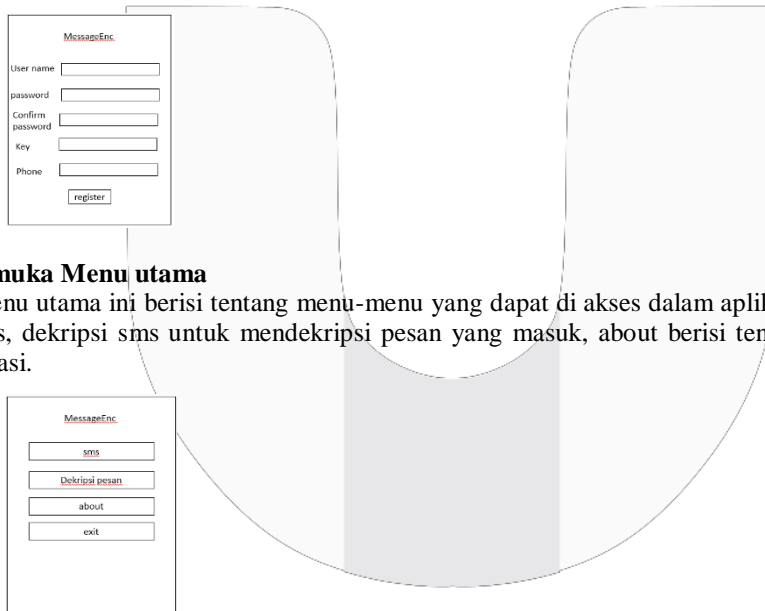 MessageEnc
User name
password
Confirm
password
Key
Phone
register
muka Menu utama
enu utama ini berisi tentang menu-menu yang dapat di akses dalam aplik
s, dekripsi sms untuk mendekripsi pesan yang masuk, about berisi ten
asi.
MessageEnc
sms
Dekripsi pesan
about
exit